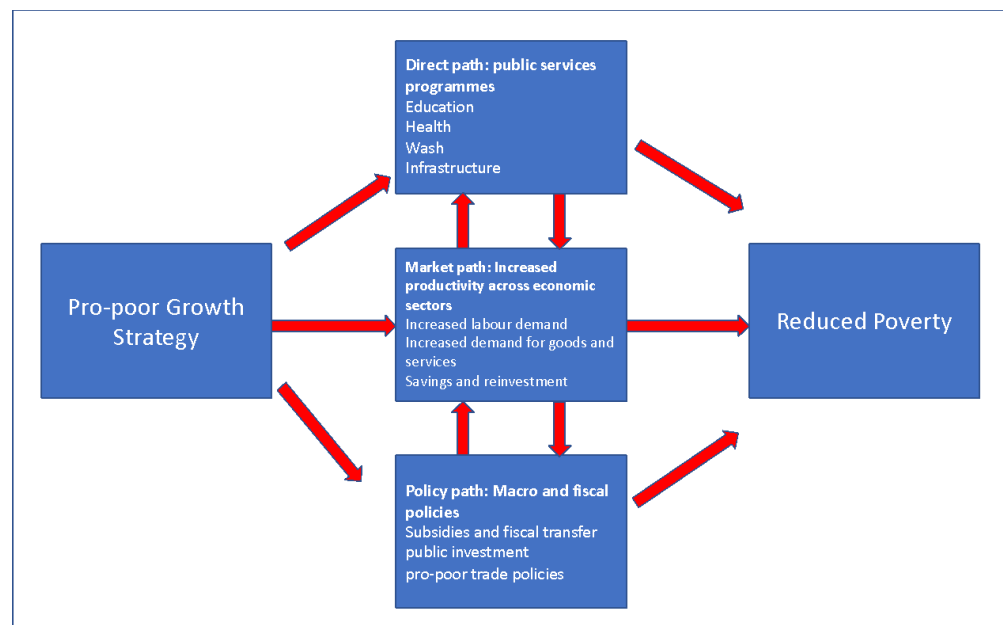 Direct path: public services
programmes
Education
Health
Wash
Infrastructure
Pro-poor Growth
Strategy
Market path: Increased
productivity across economic
sectors
Increased labour demand
Increased demand for goods and
services
Savings and reinvestment
Reduced Poverty
Policy path: Macro and fiscal
policies
Subsidies and fiscal transfer
public investment
pro-poor trade policies